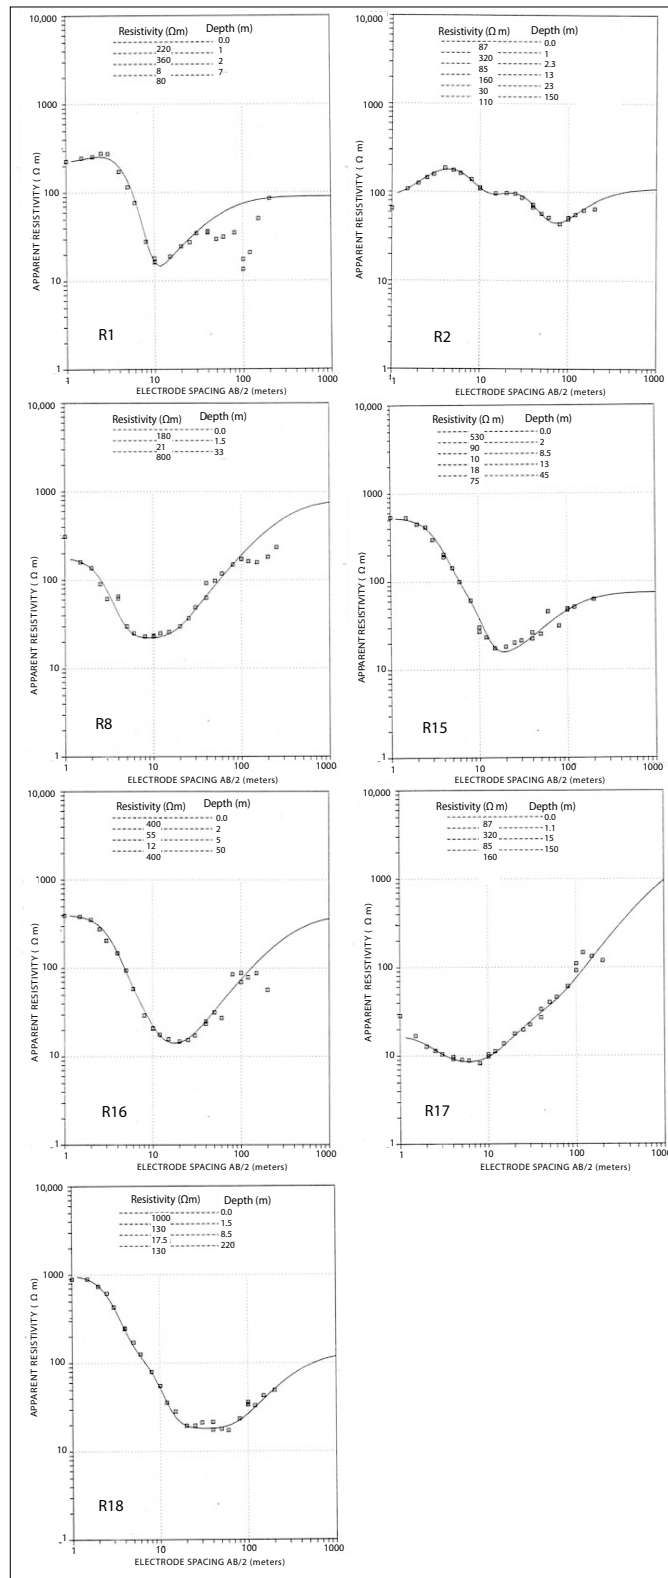 Resistivity (Ωm) Depth (m)
0.0
220
1
360
2
8
7
80
10,000
1000
100
10
1
APPARENT RESISTIVITY ( Ω m )
R1
1 10 100 1000
ELECTRODE SPACING AB/2 (meters)
Resistivity (Ωm) Depth (m)
0.0
87
1
320
2.3
85
13
160
23
30
150
110
10,000
1000
100
10
1
APPARENT RESISTIVITY ( Ω m )
R2
1 10 100 1000
ELECTRODE SPACING AB/2 (meters)
Resistivity (Ωm) Depth (m)
0.0
180
1.5
21
33
800
10,000
1000
100
10
1
APPARENT RESISTIVITY ( Ω m )
R8
1 10 100 1000
ELECTRODE SPACING AB/2 (meters)
Resistivity (Ω m) Depth (m)
0.0
530
2
90
8.5
10
13
18
45
75
10,000
1000
100
10
1
APPARENT RESISTIVITY ( Ω m )
R15
1 10 100 1000
ELECTRODE SPACING AB/2 (meters)
Resistivity (Ωm) Depth (m)
0.0
400
2
55
5
12
50
400
10,000
1000
100
10
1
APPARENT RESISTIVITY ( Ω m )
R16
1 10 100 1000
ELECTRODE SPACING AB/2 (meters)
Resistivity (Ω m) Depth (m)
0.0
87
1.1
320
15
85
150
160
10,000
1000
100
10
1
APPARENT RESISTIVITY ( Ω m )
R17
1 10 100 1000
ELECTRODE SPACING AB/2 (meters)
Resistivity (Ωm) Depth (m)
0.0
1000
1.5
130
8.5
17.5
220
130
10,000
1000
100
10
1
APPARENT RESISTIVITY ( Ω m )
R18
1 10 100 1000
ELECTRODE SPACING AB/2 (meters)